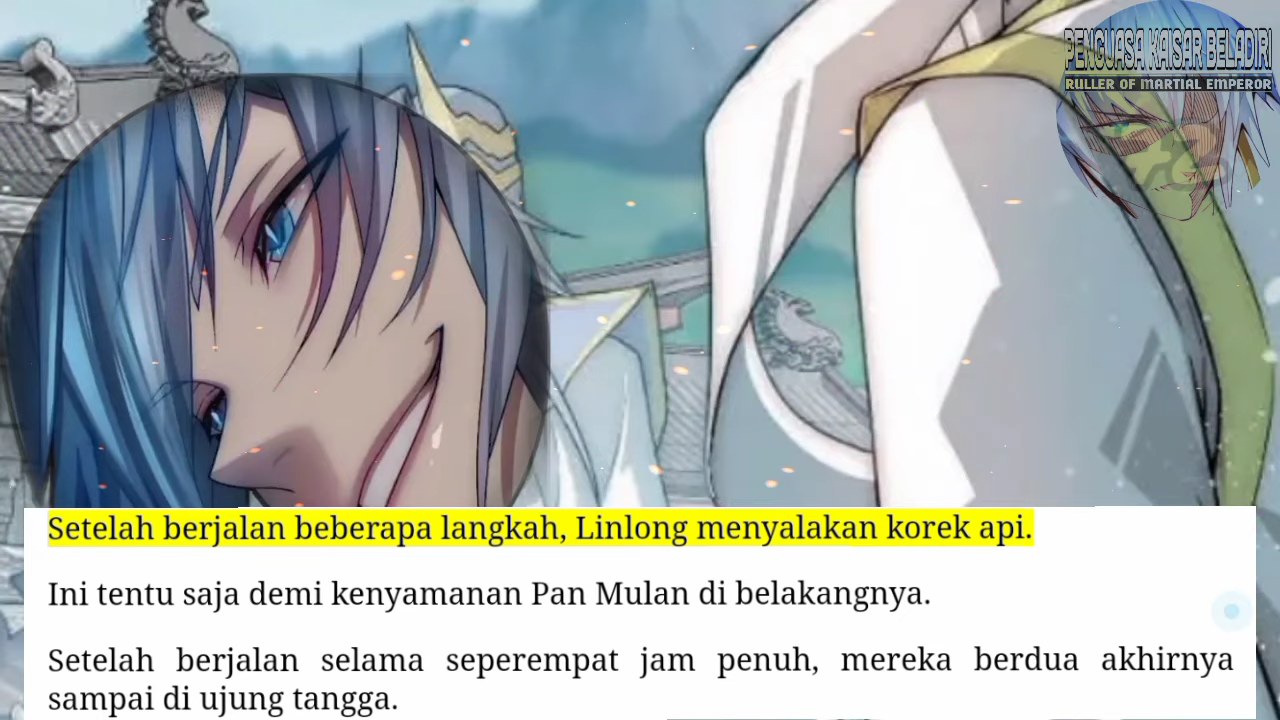 PENGUASA KAISAR BELADIRI
RULLER OF MARTIAL EMPEROR
Setelah berjalan beberapa langkah, Linlong menyalakan korek api.
Ini tentu saja demi kenyamanan Pan Mulan di belakangnya.
Setelah berjalan selama seperempat jam penuh, mereka berdua akhirnya
sampai di ujung tangga.